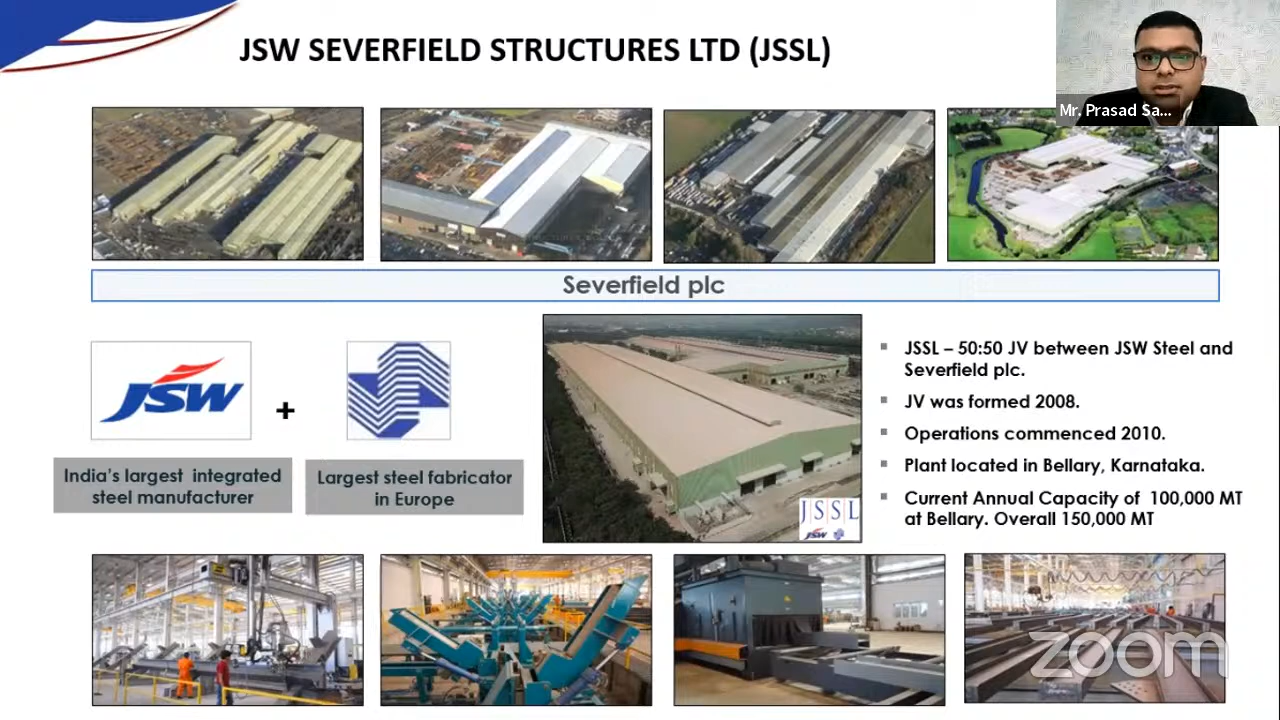 JSW SEVERFIELD STRUCTURES LTD (JSSL)
Mr. Prasad Sa...
Severfield plc
JSW
+
India's largest integrated
steel manufacturer
Largest steel fabricator
in Europe
JSSL
JSW
▪ JSSL – 50:50 JV between JSW Steel and
Severfield plc.
▪ JV was formed 2008.
▪ Operations commenced 2010.
▪ Plant located in Bellary, Karnataka.
▪ Current Annual Capacity of 100,000 MT
at Bellary. Overall 150,000 MT
zoom